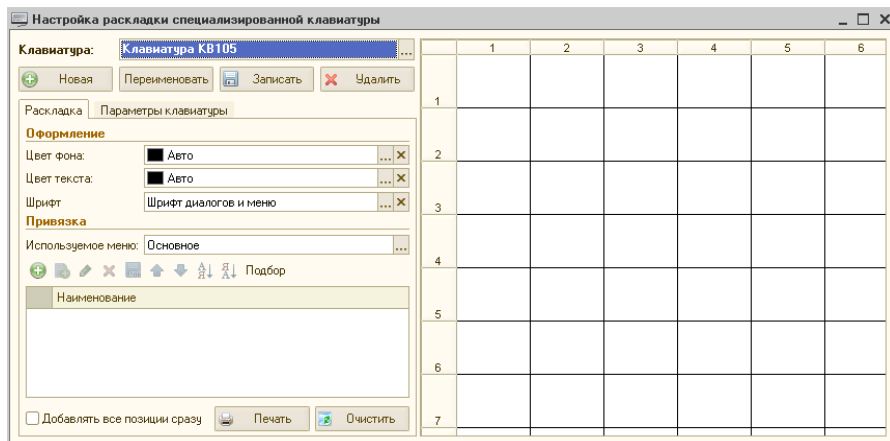 Настройка раскладки специализированной клавиатуры
Клавиатура: Клавиатура KB105 ...
Новая Переименовать Записать Удалить
Раскладка Параметры клавиатуры
Оформление
Цвет фона: Авто ...
Цвет текста: Авто ...
Шрифт Шрифт диалогов и меню ...
Привязка
Используемое меню: Основное ...
Подбор
Наименование
Добавлять все позиции сразу Печать Очистить
1 2 3 4 5 6
1
2
3
4
5
6
7